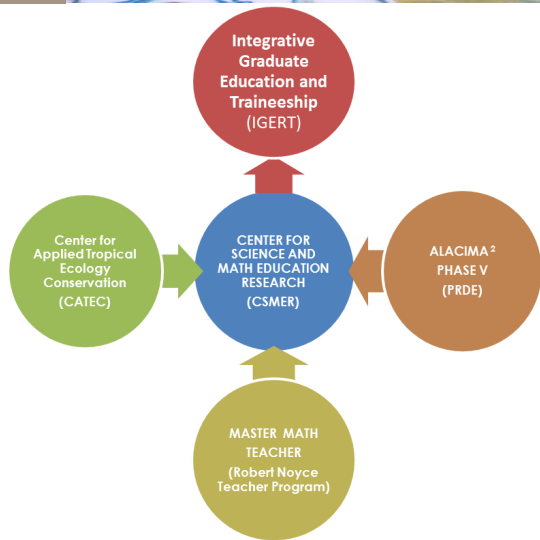 Integrative
Graduate
Education and
Traineeship
(IGERT)
Center for
Applied Tropical
Ecology
Conservation
(CATEC)
CENTER FOR
SCIENCE AND
MATH EDUCATION
RESEARCH
(CSMER)
ALACIMA²
PHASE V
(PRDE)
MASTER MATH
TEACHER
(Robert Noyce
Teacher Program)